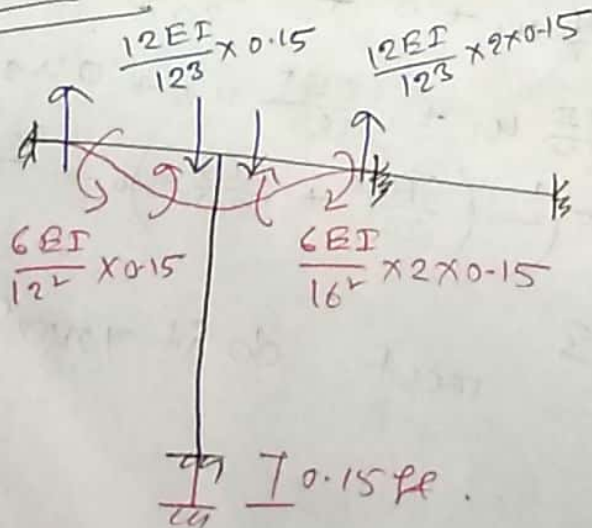 12EI/12³ × 0.15
12EI/12³ × 2×0.15
6EI/12² × 0.15
6EI/16² × 2×0.15
0.15 ft.